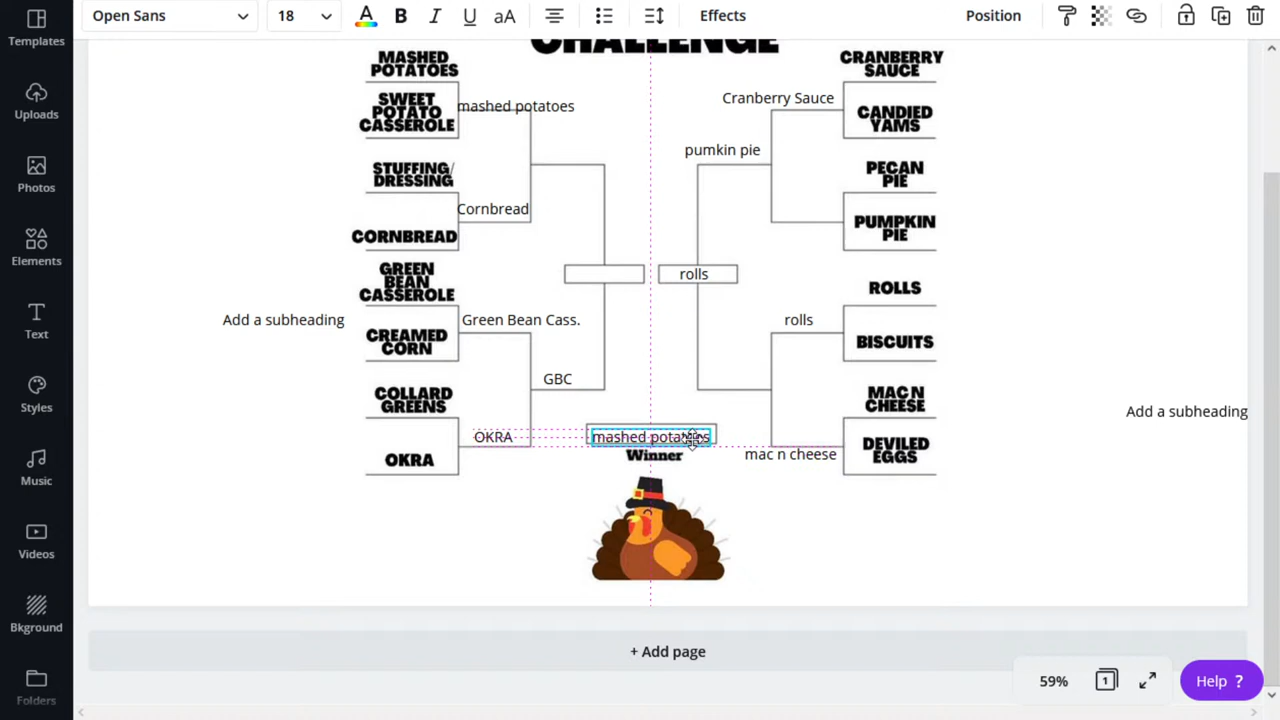 Open Sans
18
B
I
U
aA
Effects
Position
Templates
Uploads
Photos
Elements
Text
Styles
Music
Videos
Bkground
Folders
CHALLENGE
MASHED
POTATOES
SWEET
POTATO
CASSEROLE
mashed potatoes
STUFFING/
DRESSING
Cornbread
CORNBREAD
GREEN
BEAN
CASSEROLE
Add a subheading
Green Bean Cass.
CREAMED
CORN
GBC
COLLARD
GREENS
OKRA
OKRA
CRANBERRY
SAUCE
Cranberry Sauce
CANDIED
YAMS
pumkin pie
PECAN
PIE
PUMPKIN
PIE
rolls
ROLLS
rolls
BISCUITS
MAC N
CHEESE
Add a subheading
mac n cheese
DEVILED
EGGS
mashed potatoes
Winner
+ Add page
59%
1
Help ?